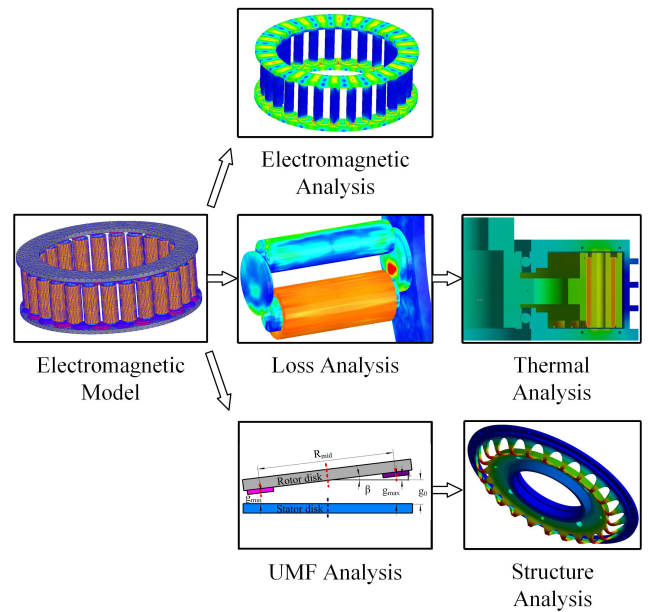 Electromagnetic
Analysis
Electromagnetic
Model
Loss Analysis
Thermal
Analysis
Rmid
Rotor disk
β
gmin
gmax
g0
Stator disk
UMF Analysis
Structure
Analysis